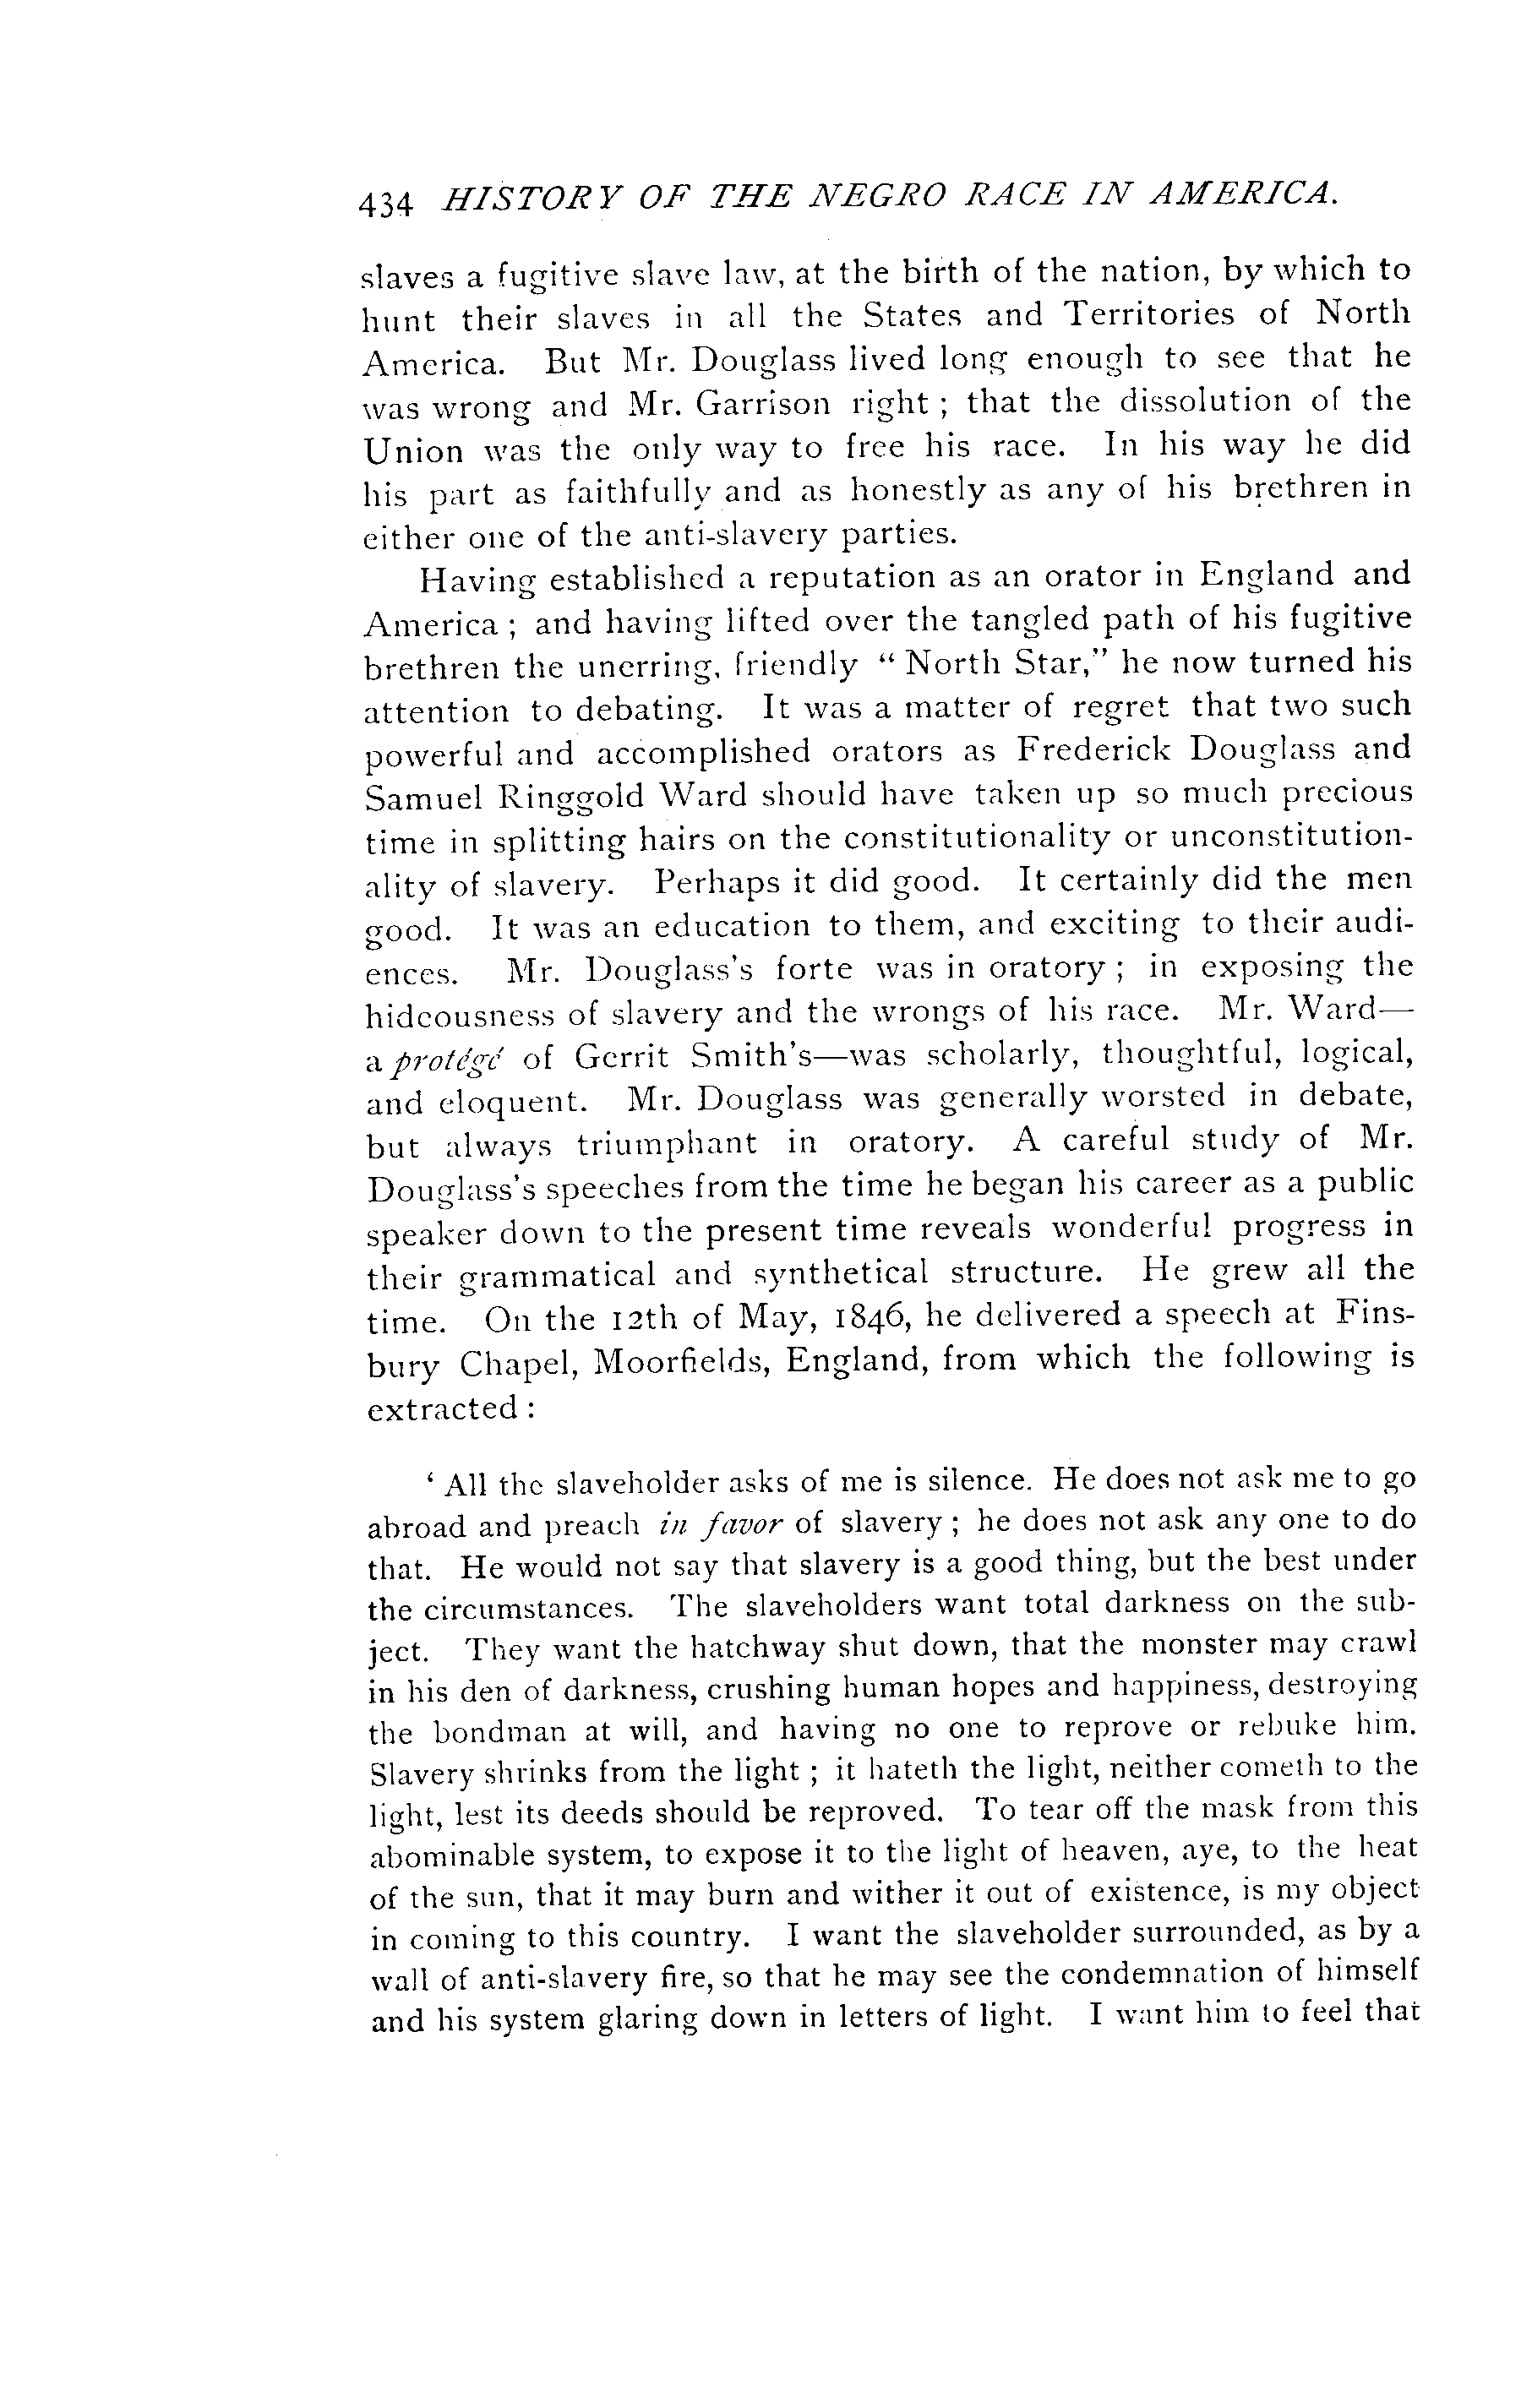 434 HISTORY OF THE NEGRO RACE IN AMERICA.
slaves a fugitive slave law, at the birth of the nation, by which to
hunt their slaves in all the States and Territories of North
America. But Mr. Douglass lived long enough to see that he
was wrong and Mr. Garrison right ; that the dissolution of the
Union was the only way to free his race. In his way he did
his part as faithfully and as honestly as any of his brethren in
either one of the anti-slavery parties.
Having established a reputation as an orator in England and
America ; and having lifted over the tangled path of his fugitive
brethren the unerring, friendly “ North Star,” he now turned his
attention to debating. It was a matter of regret that two such
powerful and accomplished orators as Frederick Douglass and
Samuel Ringgold Ward should have taken up so much precious
time in splitting hairs on the constitutionality or unconstitution-
ality of slavery. Perhaps it did good. It certainly did the men
good. It was an education to them, and exciting to their audi-
ences. Mr. Douglass's forte was in oratory ; in exposing the
hideousness of slavery and the wrongs of his race. Mr. Ward—
a protégé of Gerrit Smith's—was scholarly, thoughtful, logical,
and eloquent. Mr. Douglass was generally worsted in debate,
but always triumphant in oratory. A careful study of Mr.
Douglass's speeches from the time he began his career as a public
speaker down to the present time reveals wonderful progress in
their grammatical and synthetical structure. He grew all the
time. On the 12th of May, 1846, he delivered a speech at Fins-
bury Chapel, Moorfields, England, from which the following is
extracted :
‘ All the slaveholder asks of me is silence. He does not ask me to go
abroad and preach in favor of slavery ; he does not ask any one to do
that. He would not say that slavery is a good thing, but the best under
the circumstances. The slaveholders want total darkness on the sub-
ject. They want the hatchway shut down, that the monster may crawl
in his den of darkness, crushing human hopes and happiness, destroying
the bondman at will, and having no one to reprove or rebuke him.
Slavery shrinks from the light ; it hateth the light, neither cometh to the
light, lest its deeds should be reproved. To tear off the mask from this
abominable system, to expose it to the light of heaven, aye, to the heat
of the sun, that it may burn and wither it out of existence, is my object
in coming to this country. I want the slaveholder surrounded, as by a
wall of anti-slavery fire, so that he may see the condemnation of himself
and his system glaring down in letters of light. I want him to feel that